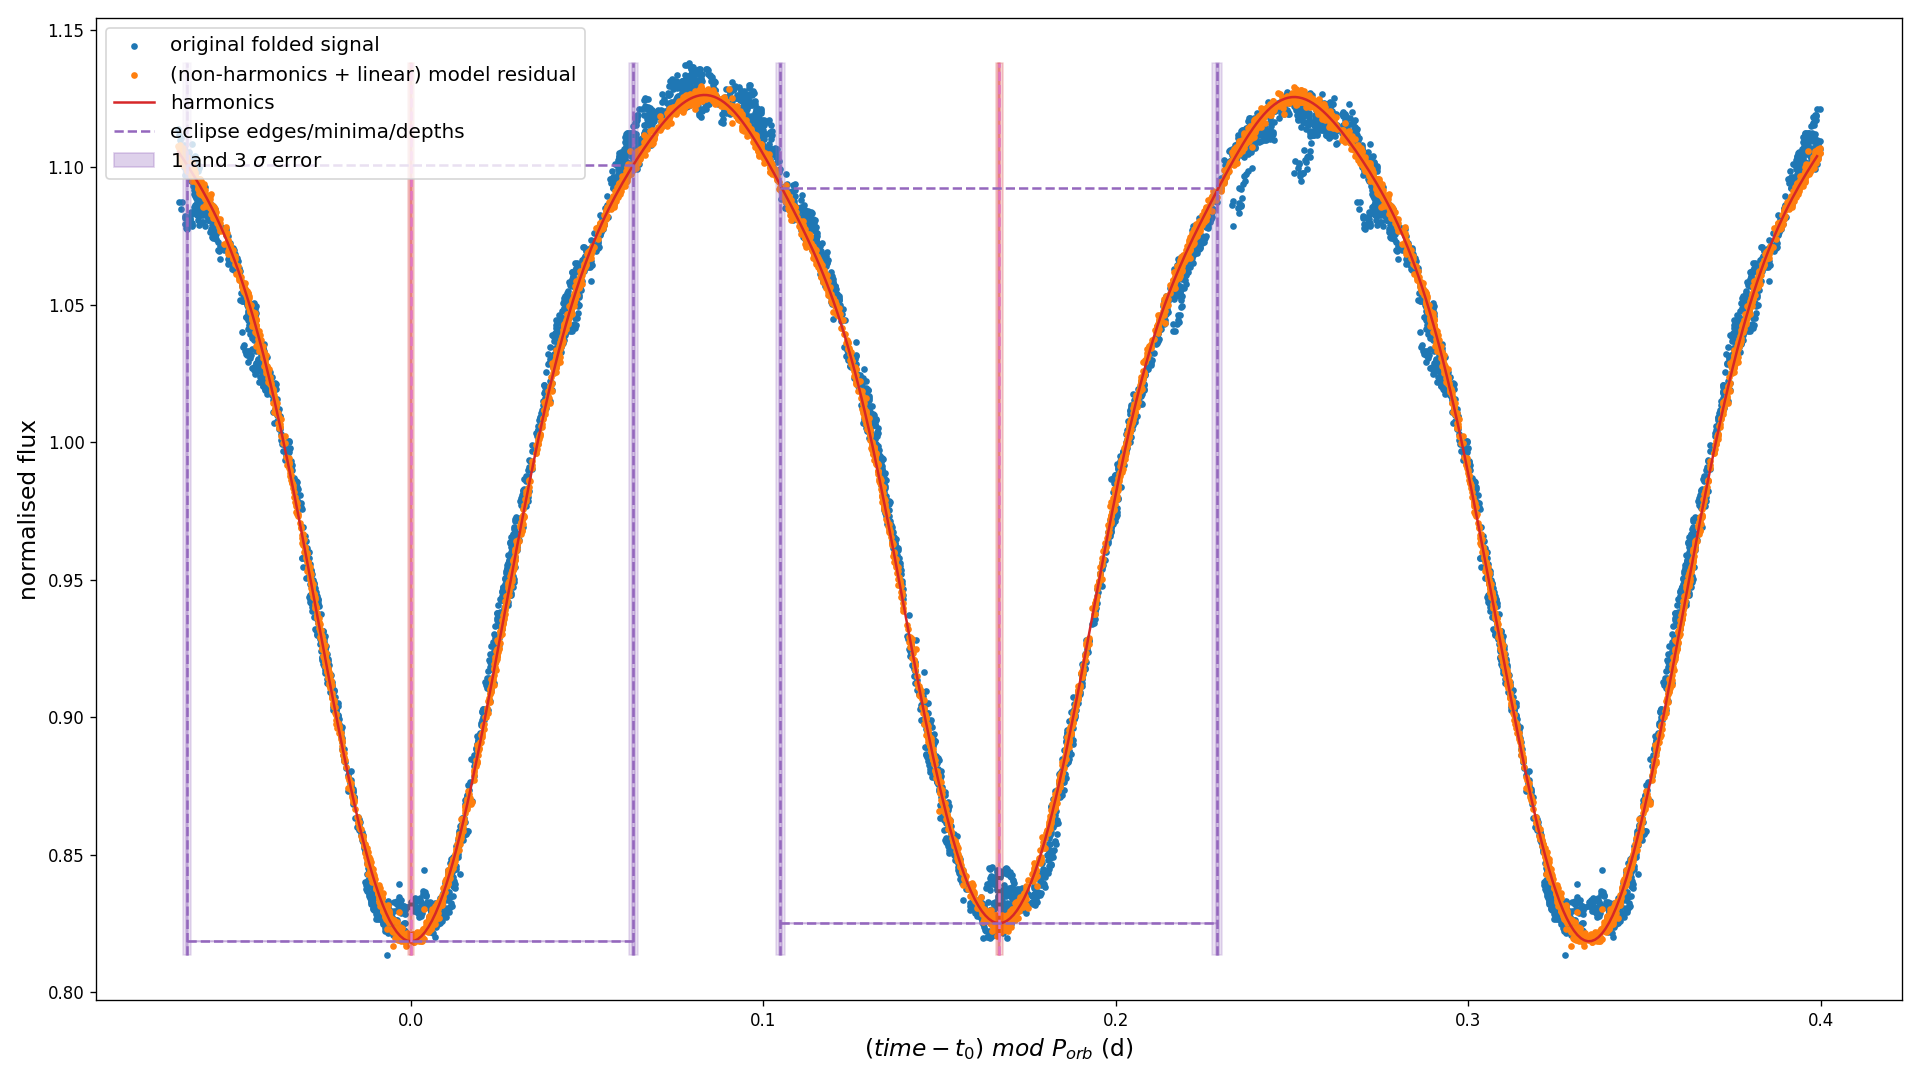 1.15
1.10
1.05
1.00
0.95
0.90
0.85
0.80
normalised flux
original folded signal
(non-harmonics + linear) model residual
harmonics
eclipse edges/minima/depths
1 and 3 σ error
0.0 0.1 0.2 0.3 0.4
(time − t₀) mod P_orb (d)